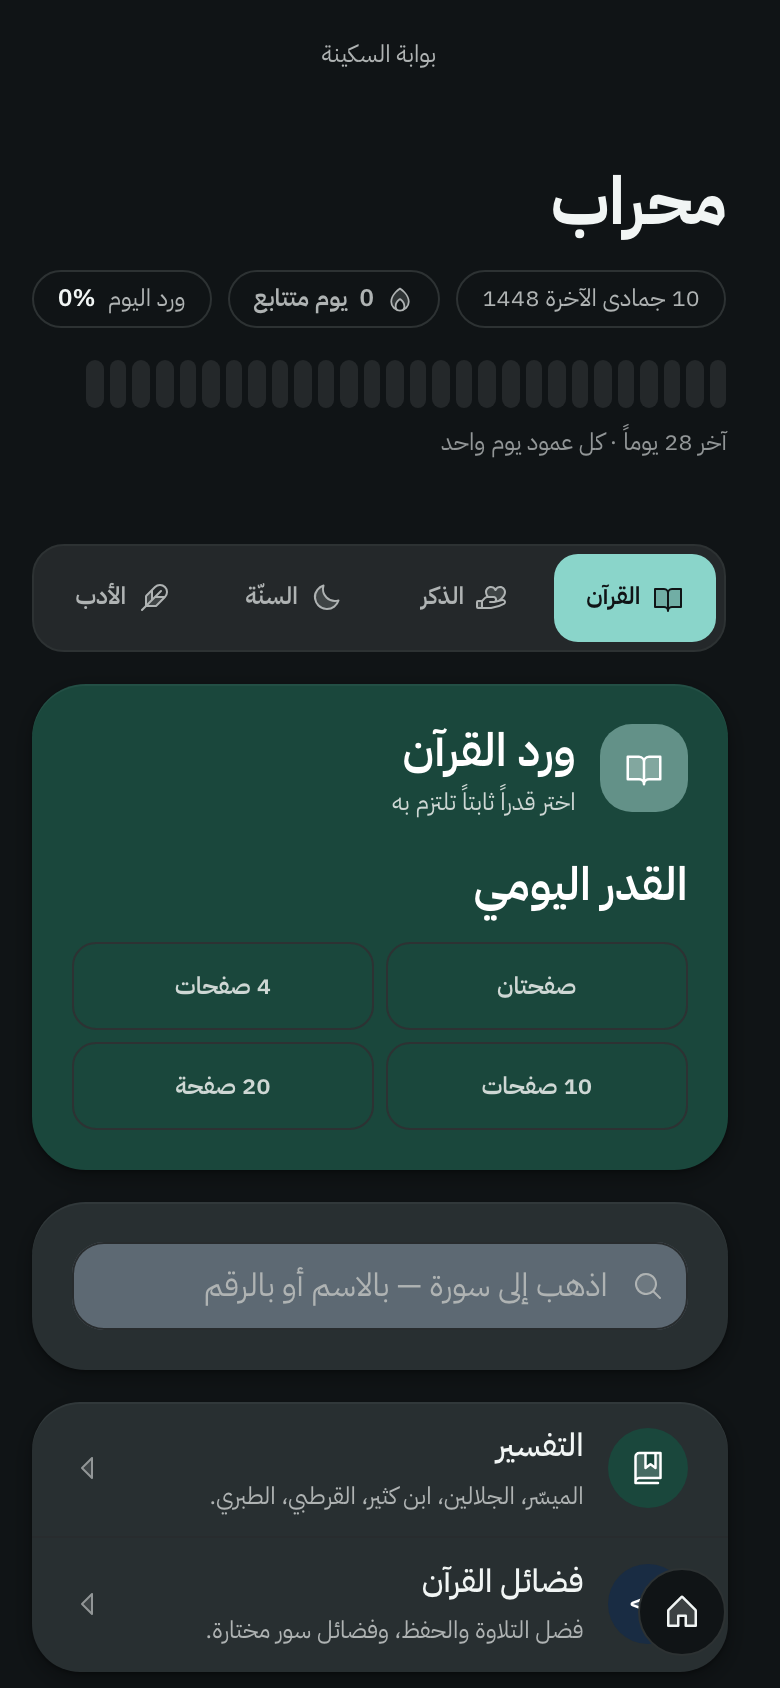 بوابة السكينة
محراب
10 جمادى الآخرة 1448
0 يوم متتابع
ورد اليوم 0%
آخر 28 يوماً · كل عمود يوم واحد
القرآن
الذكر
السنّة
الأدب
ورد القرآن
اختر قدراً ثابتاً تلتزم به
القدر اليومي
صفحتان
4 صفحات
10 صفحات
20 صفحة
اذهب إلى سورة — بالاسم أو بالرقم
التفسير
الميسّر، الجلالين، ابن كثير، القرطبي، الطبري.
فضائل القرآن
فضل التلاوة والحفظ، وفضائل سور مختارة.